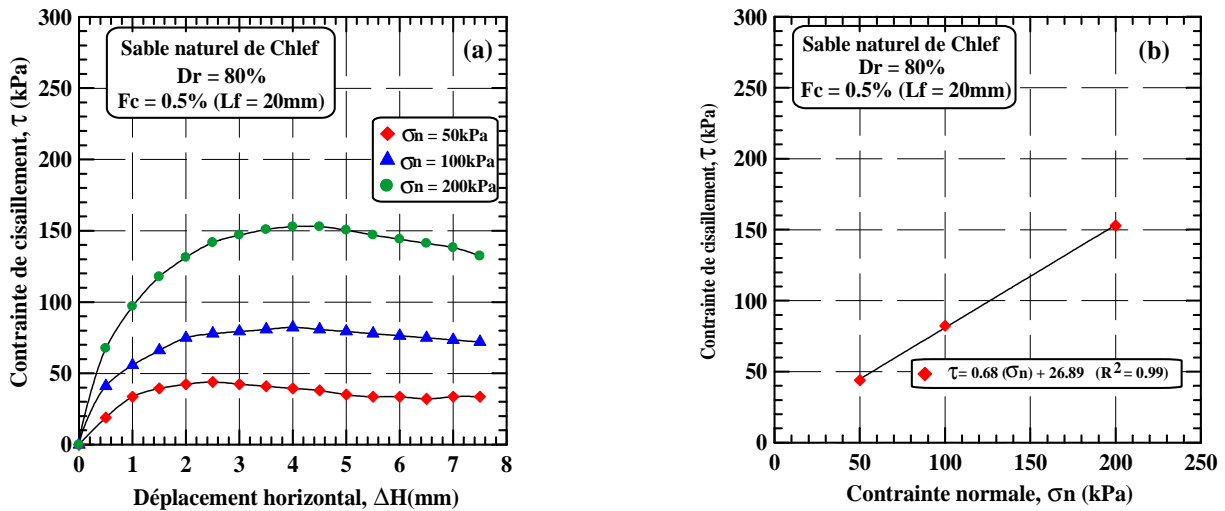 Sable naturel de Chlef
Dr = 80%
Fc = 0.5% (Lf = 20mm)
(a)
σn = 50kPa
σn = 100kPa
σn = 200kPa
300
250
200
150
100
50
0
0 1 2 3 4 5 6 7 8
Contrainte de cisaillement, τ (kPa)
Déplacement horizontal, ΔH(mm)
Sable naturel de Chlef
Dr = 80%
Fc = 0.5% (Lf = 20mm)
(b)
τ = 0.68 (σn) + 26.89 (R² = 0.99)
300
250
200
150
100
50
0
0 50 100 150 200 250
Contrainte de cisaillement, τ (kPa)
Contrainte normale, σn (kPa)